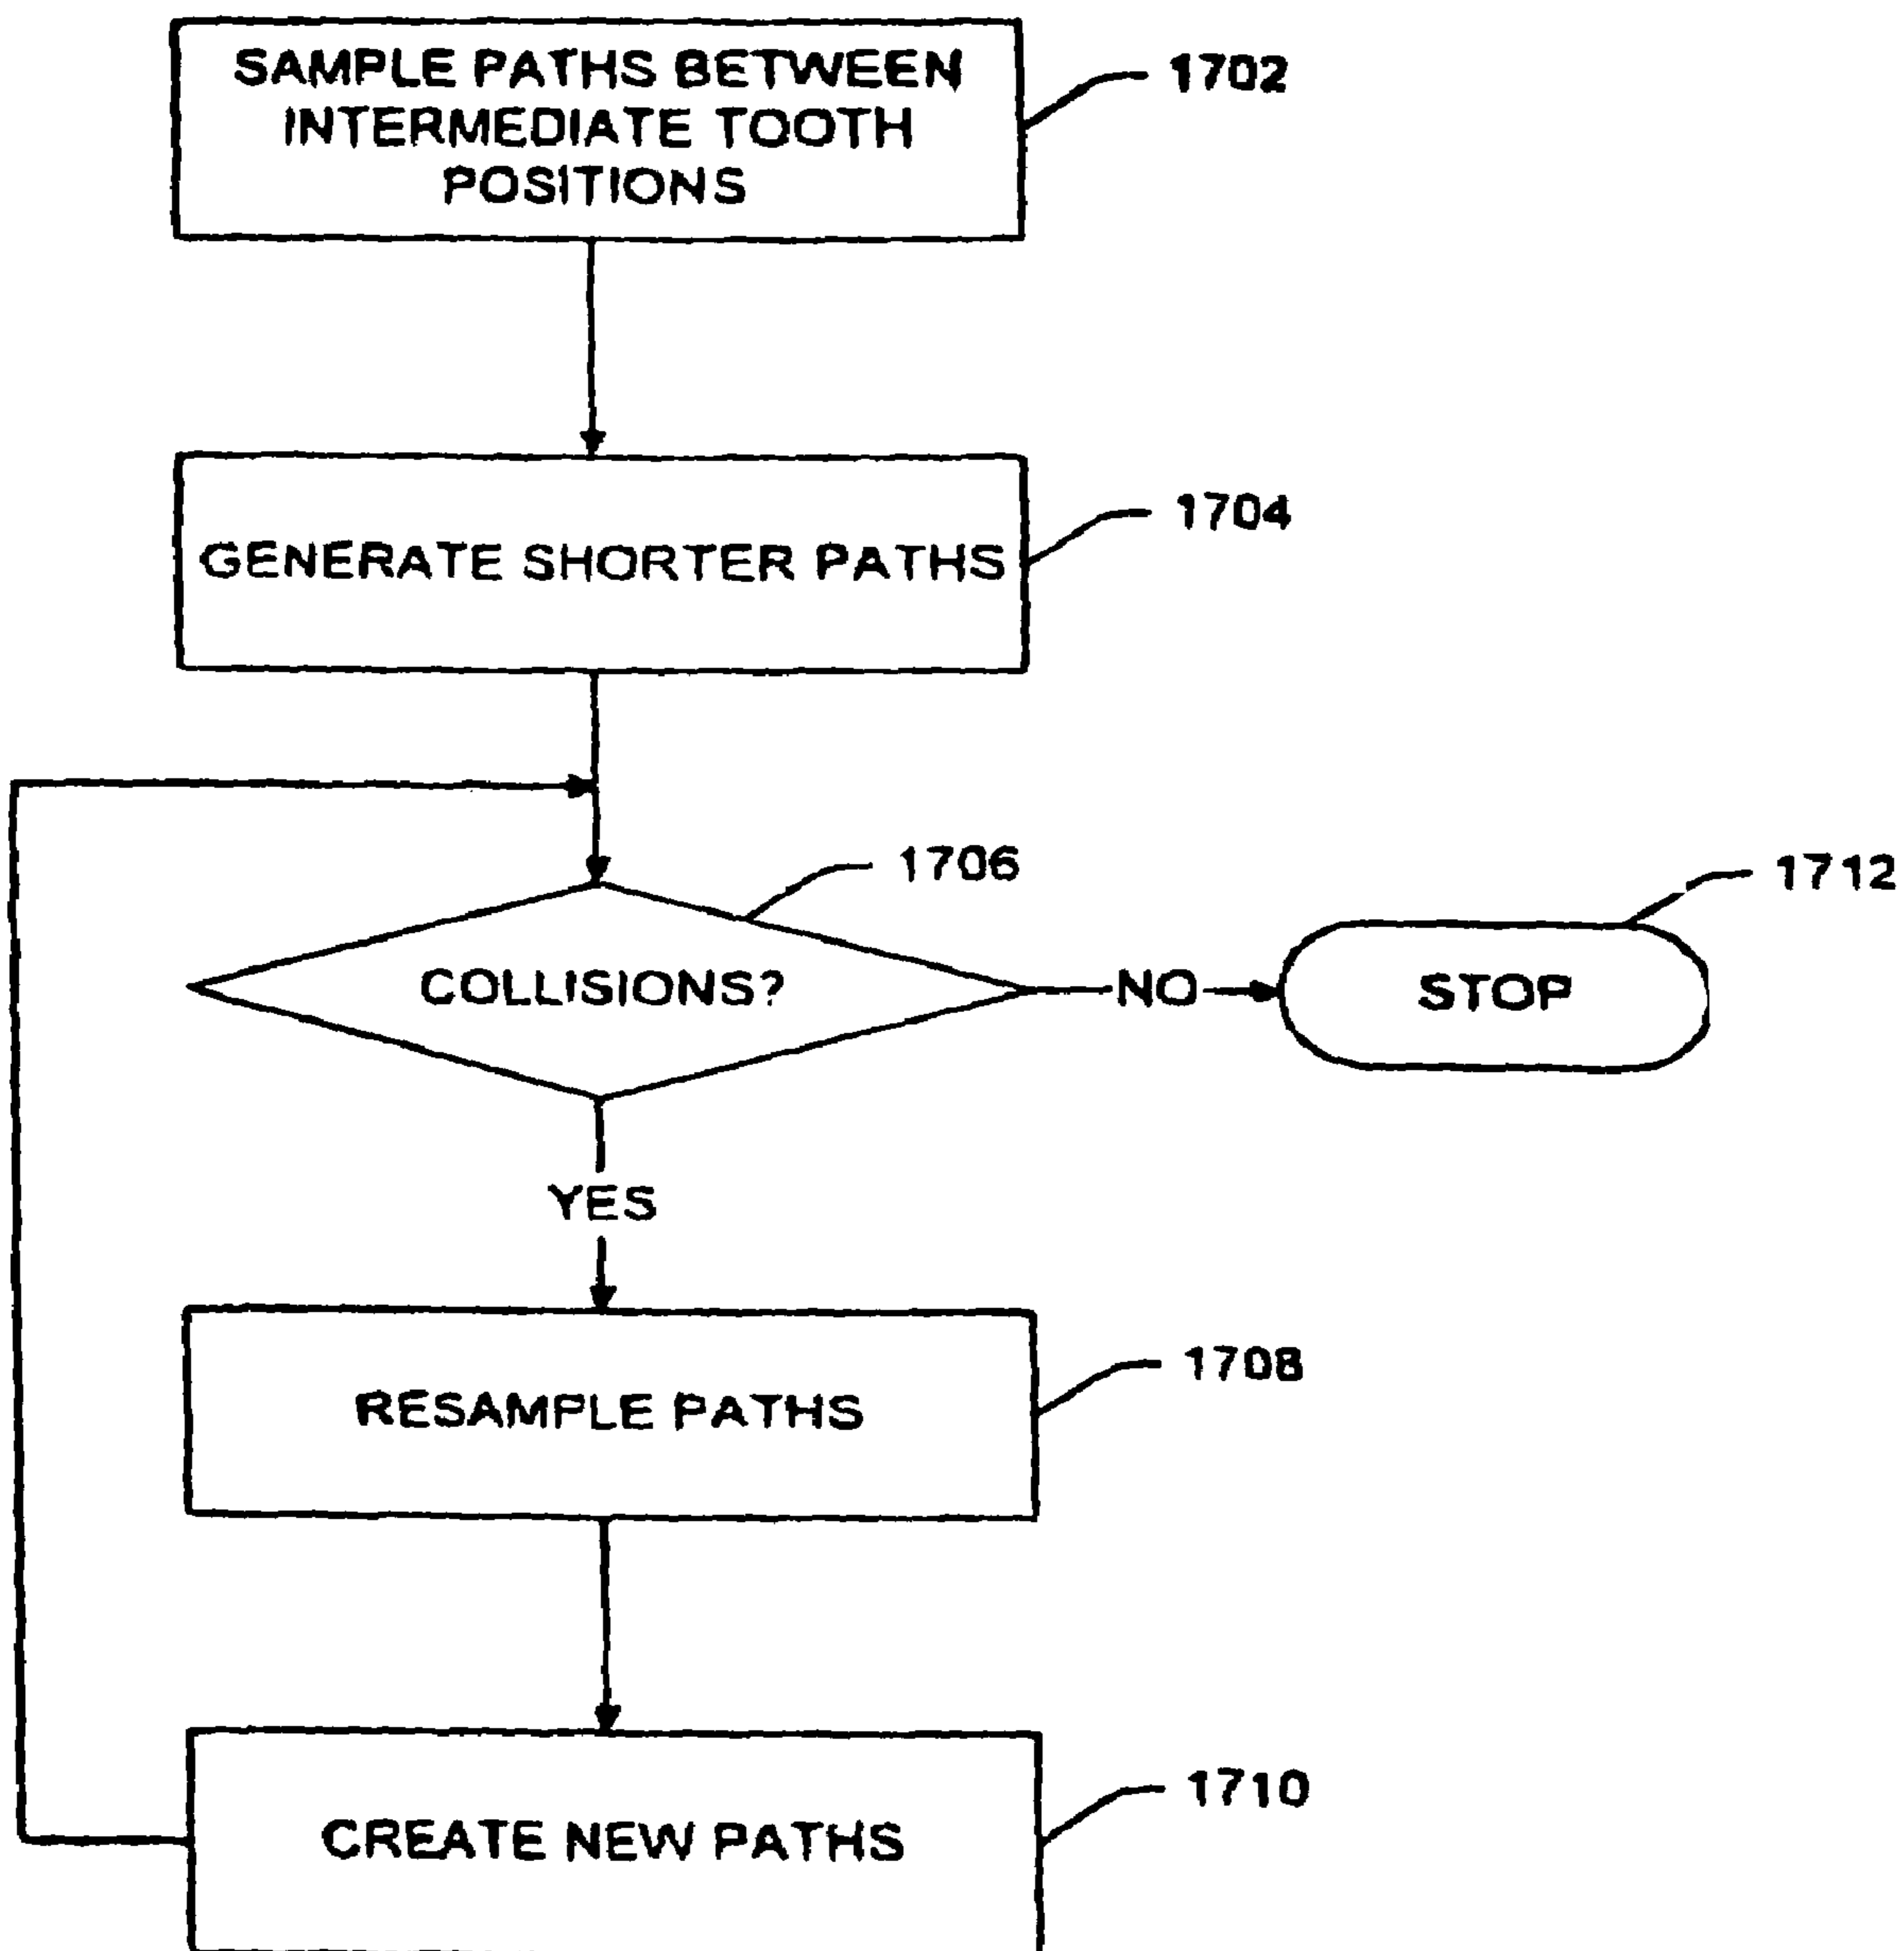 SAMPLE PATHS BETWEEN
INTERMEDIATE TOOTH
POSITIONS
1702
GENERATE SHORTER PATHS
1704
1706
COLLISIONS?
NO
STOP
1712
YES
RESAMPLE PATHS
1708
CREATE NEW PATHS
1710